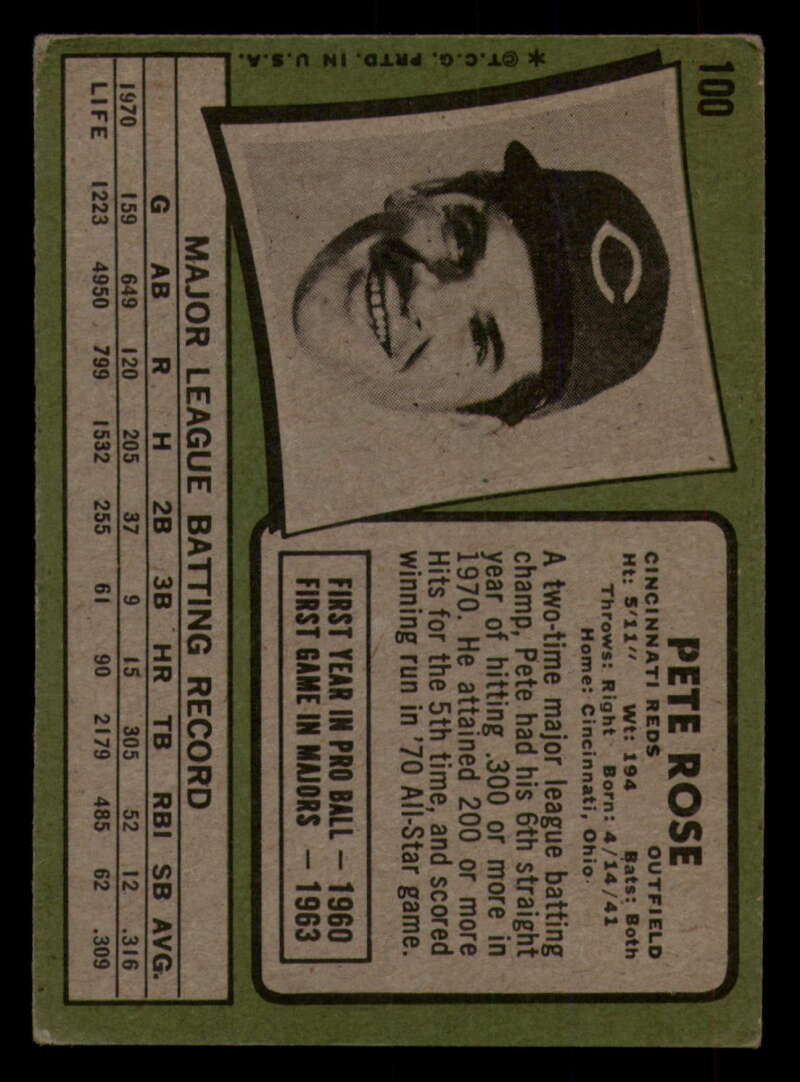 100
PETE ROSE
CINCINNATI REDS OUTFIELD
Ht: 5'11" Wt: 194 Bats: Both
Throws: Right Born: 4/14/41
Home: Cincinnati, Ohio.
A two-time major league batting
champ, Pete had his 6th straight
year of hitting .300 or more in
1970. He attained 200 or more
Hits for the 5th time, and scored
winning run in '70 All-Star game.
FIRST YEAR IN PRO BALL — 1960
FIRST GAME IN MAJORS — 1963
C
MAJOR LEAGUE BATTING RECORD
G AB R H 2B 3B HR TB RBI SB AVG.
1970 159 649 120 205 37 9 15 305 52 12 .316
LIFE 1223 4950 799 1532 255 61 90 2179 485 62 .309
* ©T.C.G. PRTD. IN U.S.A.